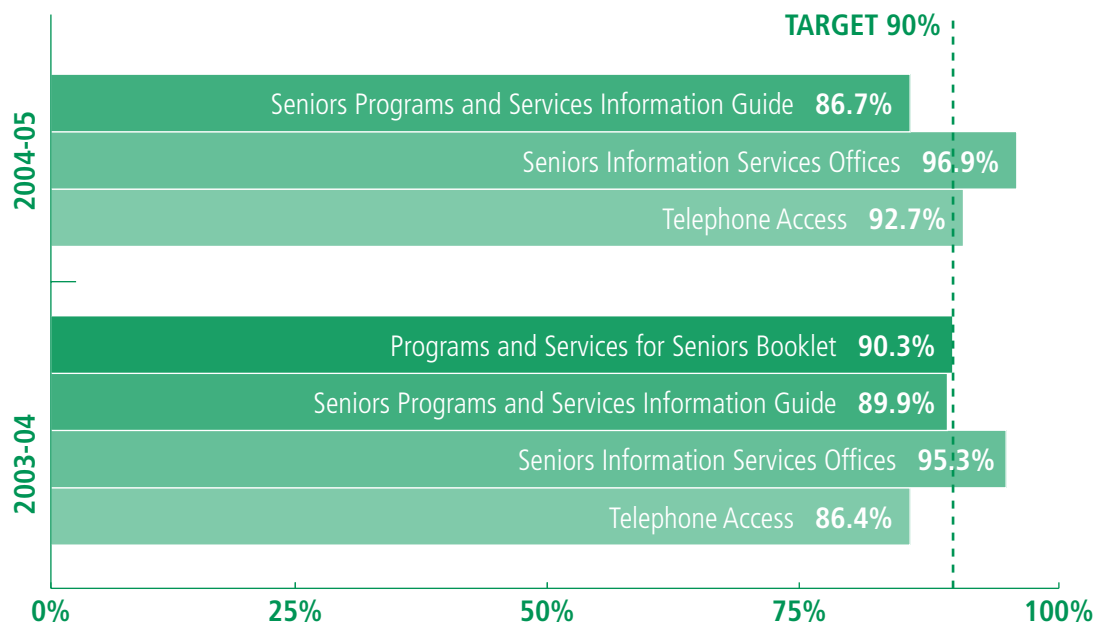 TARGET 90%
2004-05
Seniors Programs and Services Information Guide 86.7%
Seniors Information Services Offices 96.9%
Telephone Access 92.7%
2003-04
Programs and Services for Seniors Booklet 90.3%
Seniors Programs and Services Information Guide 89.9%
Seniors Information Services Offices 95.3%
Telephone Access 86.4%
0% 25% 50% 75% 100%